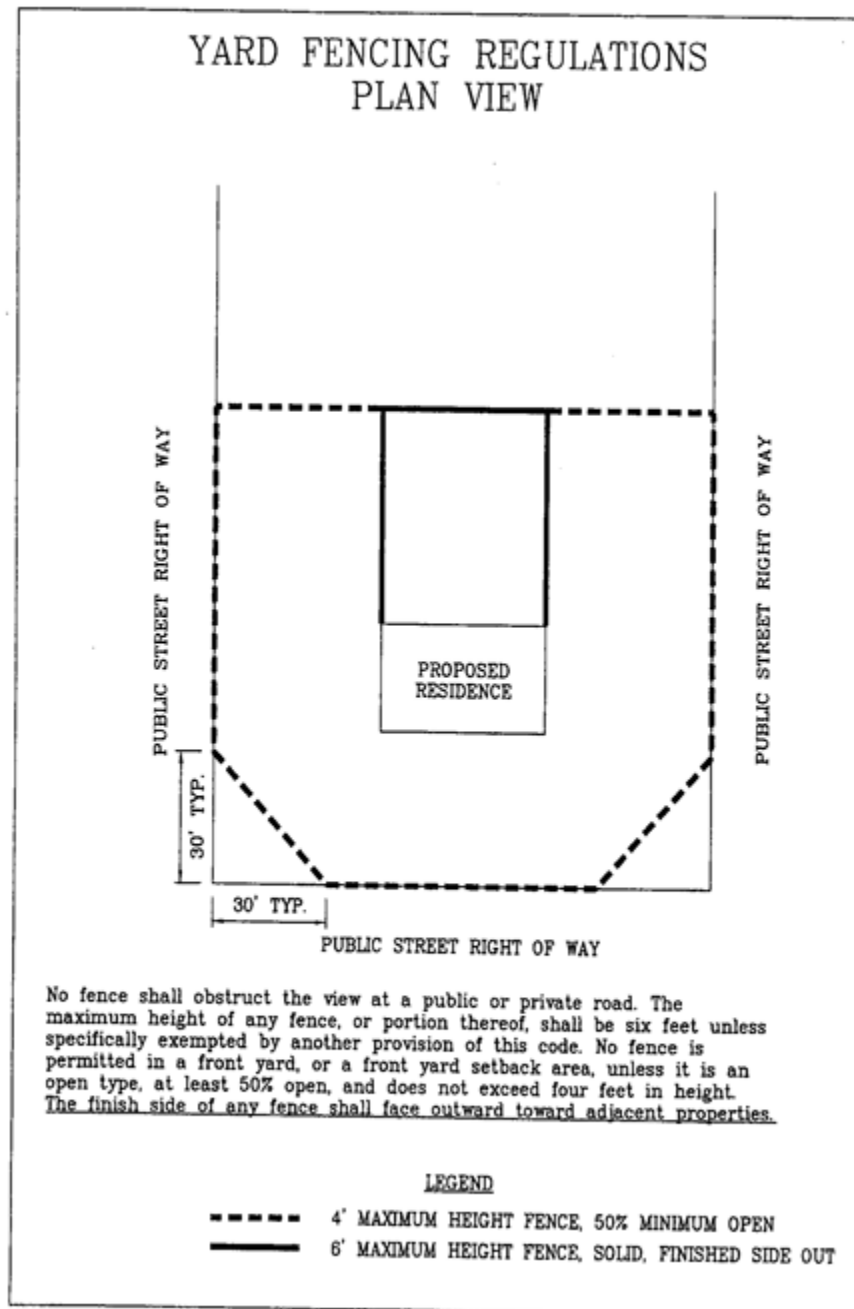 YARD FENCING REGULATIONS
PLAN VIEW
PUBLIC STREET RIGHT OF WAY
PUBLIC STREET RIGHT OF WAY
PROPOSED
RESIDENCE
30' TYP.
30' TYP.
PUBLIC STREET RIGHT OF WAY
No fence shall obstruct the view at a public or private road. The
maximum height of any fence, or portion thereof, shall be six feet unless
specifically exempted by another provision of this code. No fence is
permitted in a front yard, or a front yard setback area, unless it is an
open type, at least 50% open, and does not exceed four feet in height.
The finish side of any fence shall face outward toward adjacent properties.
LEGEND
4' MAXIMUM HEIGHT FENCE, 50% MINIMUM OPEN
6' MAXIMUM HEIGHT FENCE, SOLID, FINISHED SIDE OUT